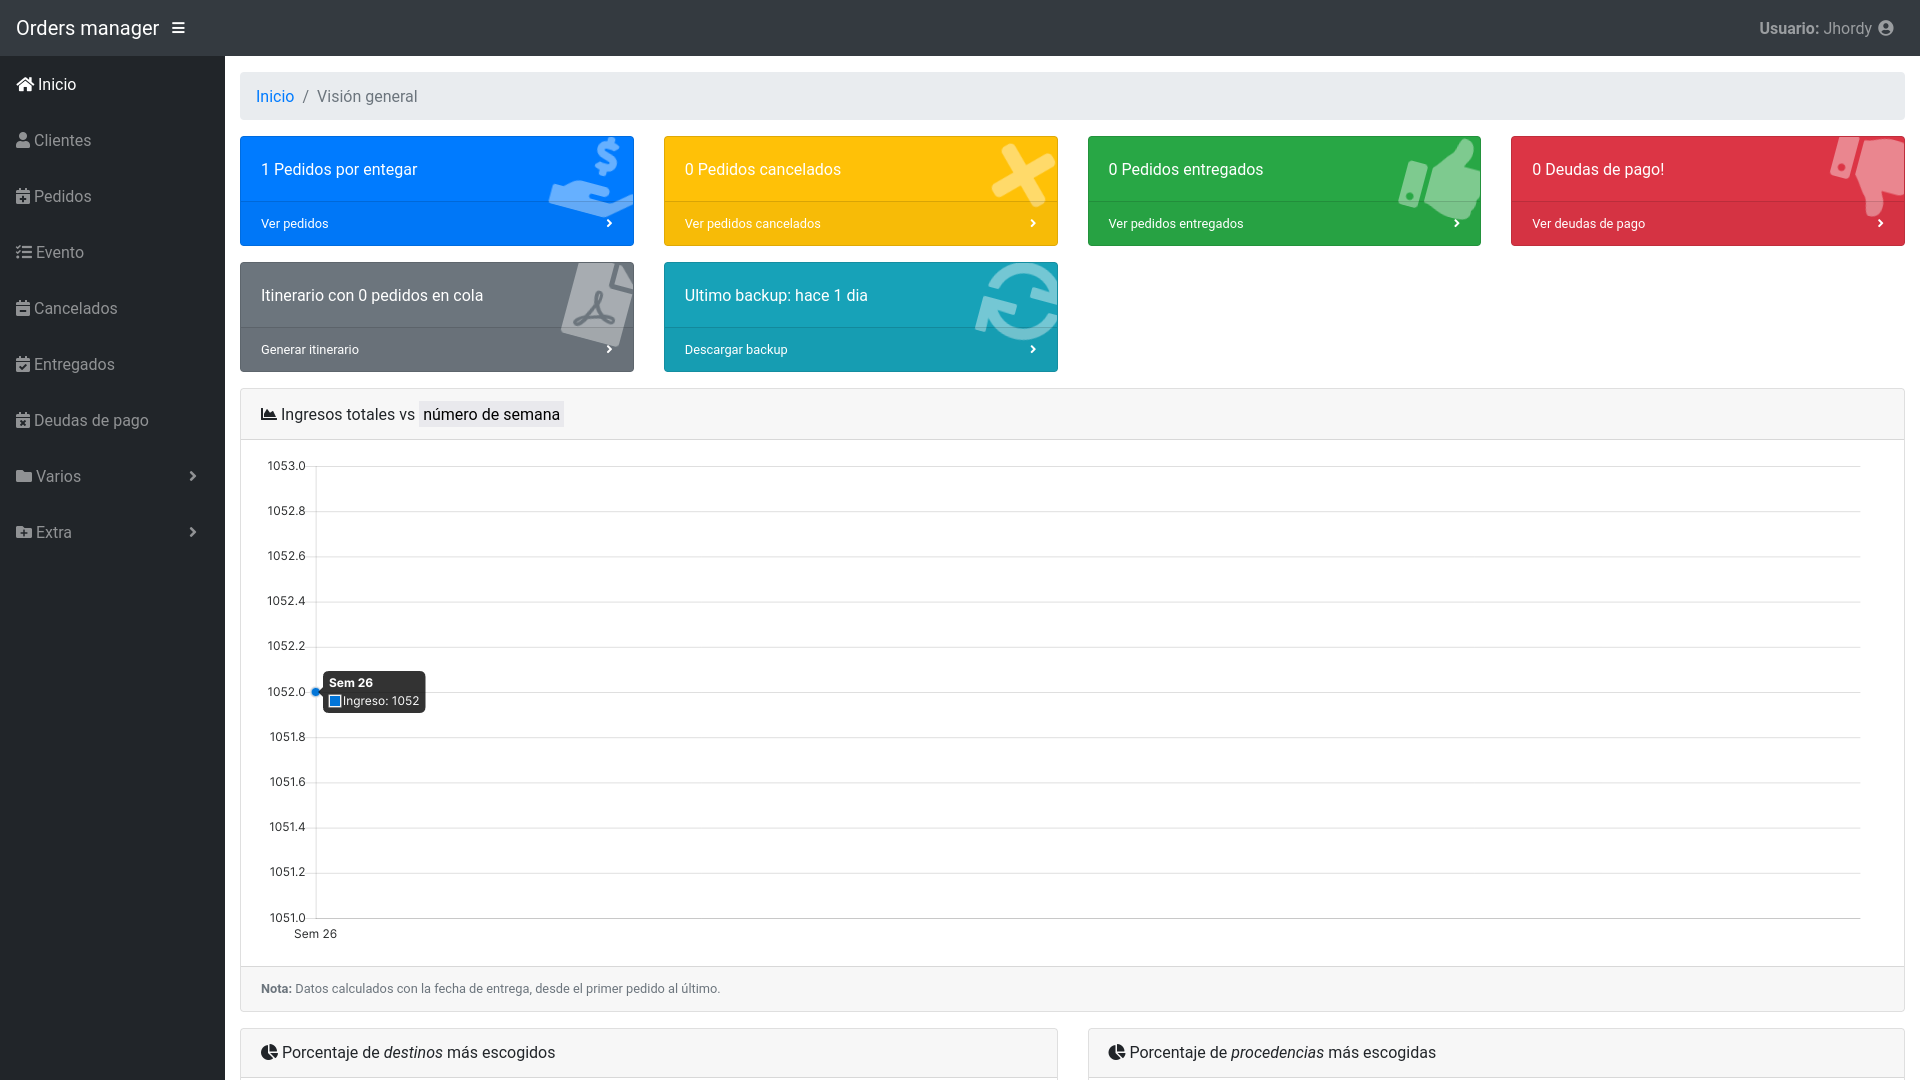 Orders manager
Usuario: Jhordy
Inicio
Clientes
Pedidos
Evento
Cancelados
Entregados
Deudas de pago
Varios
Extra
Inicio / Visión general
1 Pedidos por entegar
Ver pedidos
0 Pedidos cancelados
Ver pedidos cancelados
0 Pedidos entregados
Ver pedidos entregados
0 Deudas de pago!
Ver deudas de pago
Itinerario con 0 pedidos en cola
Generar itinerario
Ultimo backup: hace 1 dia
Descargar backup
Ingresos totales vs número de semana
1053.0
1052.8
1052.6
1052.4
1052.2
1052.0
1051.8
1051.6
1051.4
1051.2
1051.0
Sem 26
Ingreso: 1052
Sem 26
Nota: Datos calculados con la fecha de entrega, desde el primer pedido al último.
Porcentaje de destinos más escogidos
Porcentaje de procedencias más escogidas